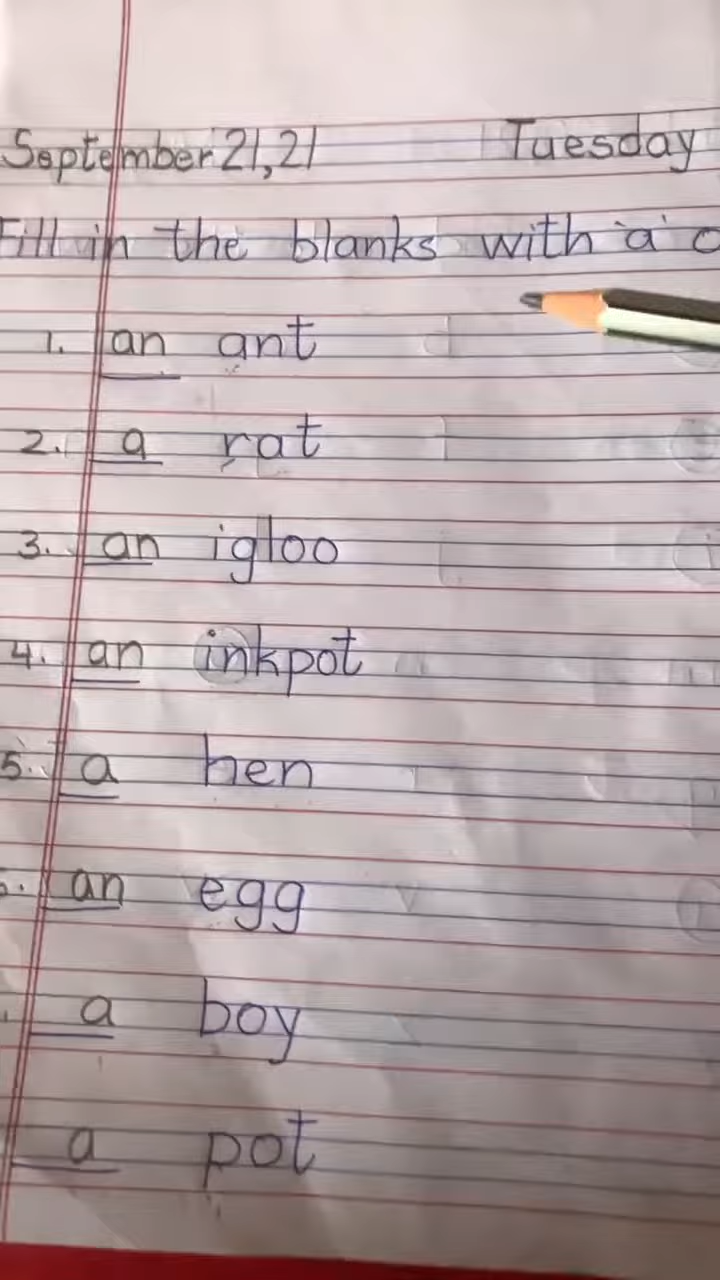 September 21, 21 Tuesday
Fill in the blanks with 'a'
1. an ant
2. a rat
3. an igloo
4. an inkpot
5. a hen
6. an egg
a boy
a pot